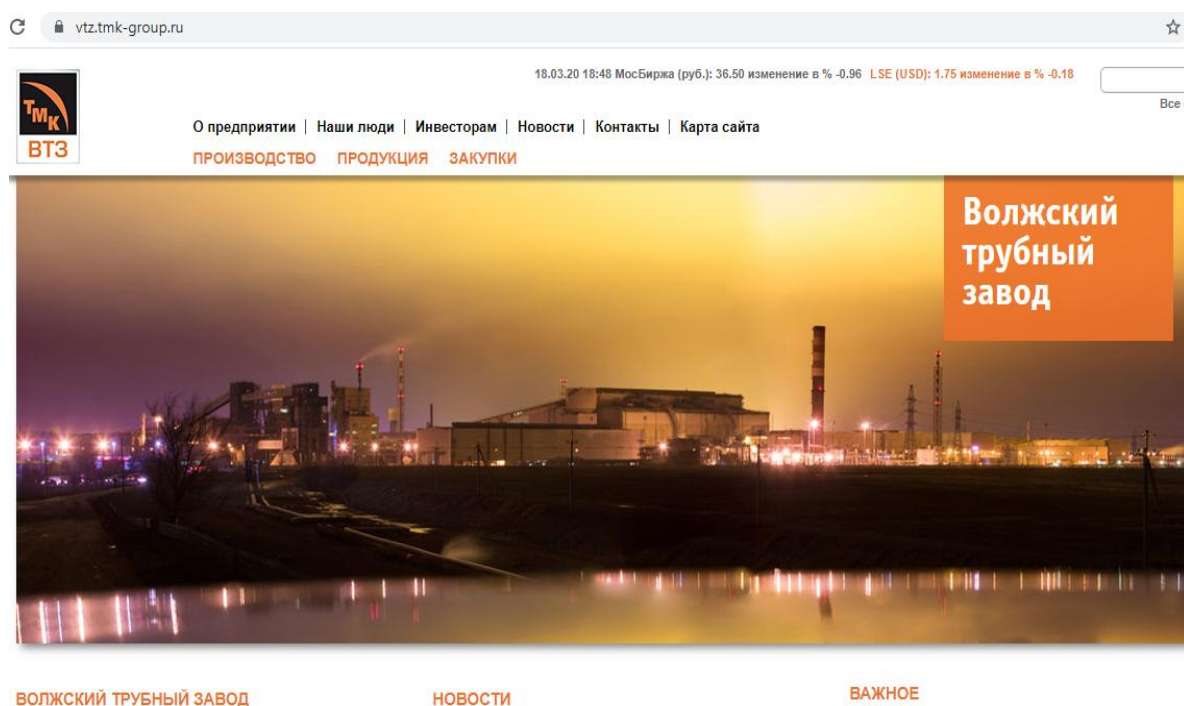 vtz.tmk-group.ru
18.03.20 18:48 МосБиржа (руб.): 36.50 изменение в % -0.96 LSE (USD): 1.75 изменение в % -0.18
Все
ТМК
ВТЗ
О предприятии | Наши люди | Инвесторам | Новости | Контакты | Карта сайта
ПРОИЗВОДСТВО ПРОДУКЦИЯ ЗАКУПКИ
Волжский
трубный
завод
ВОЛЖСКИЙ ТРУБНЫЙ ЗАВОД НОВОСТИ ВАЖНОЕ